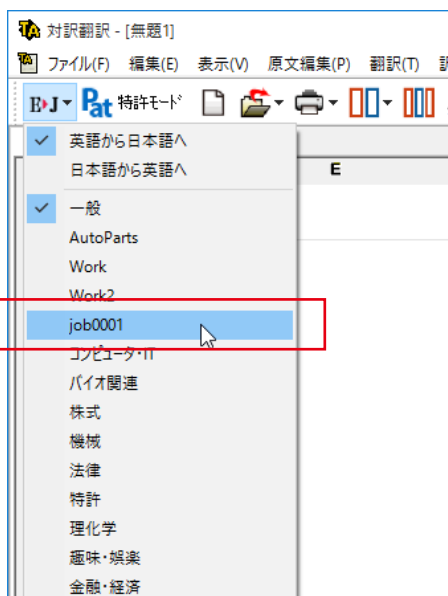 TA 対訳翻訳 - [無題1]
ファイル(F) 編集(E) 表示(V) 原文編集(P) 翻訳(T)
E▸J Pat 特許モード
英語から日本語へ
日本語から英語へ
E
一般
AutoParts
Work
Work2
job0001
コンピュータ・IT
バイオ関連
株式
機械
法律
特許
理化学
趣味・娯楽
金融・経済